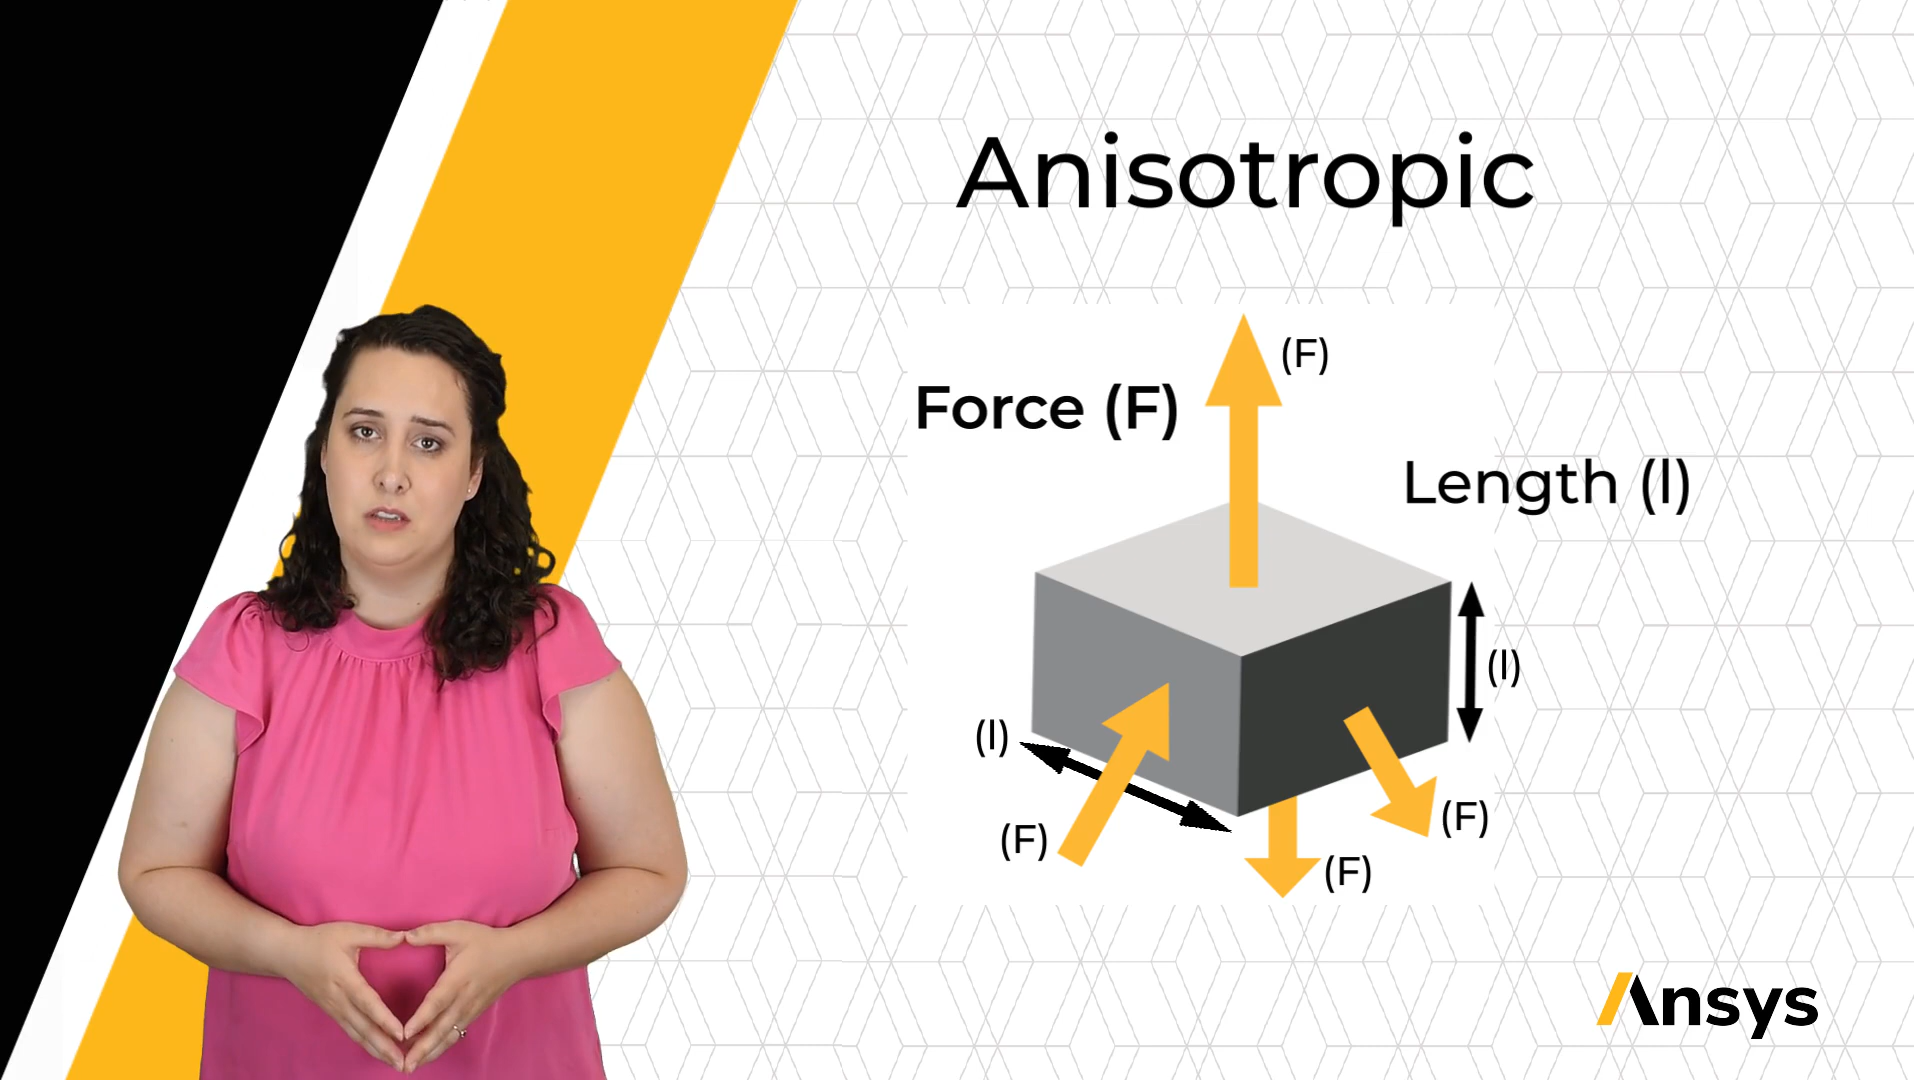 Anisotropic
(F)
Force (F)
Length (l)
(l)
(l)
(F)
(F)
(F)
Ansys